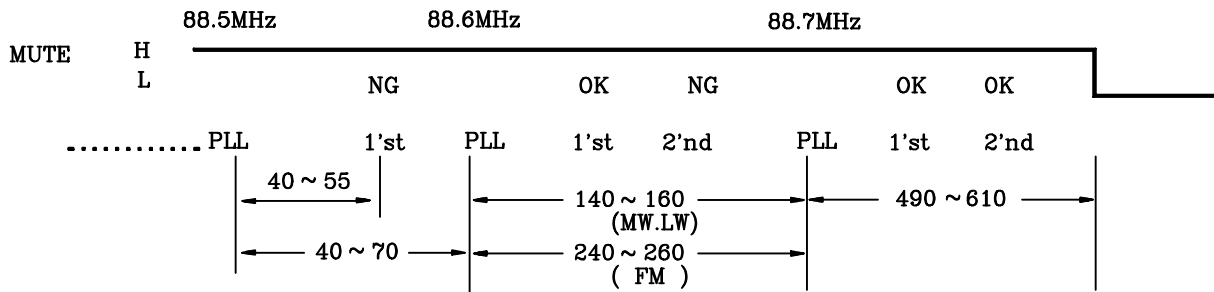 88.5MHz 88.6MHz 88.7MHz
MUTE H
L
NG OK NG OK OK
PLL 1'st PLL 1'st 2'nd PLL 1'st 2'nd
40 ~ 55
140 ~ 160 490 ~ 610
(MW.LW)
40 ~ 70 240 ~ 260
( FM )